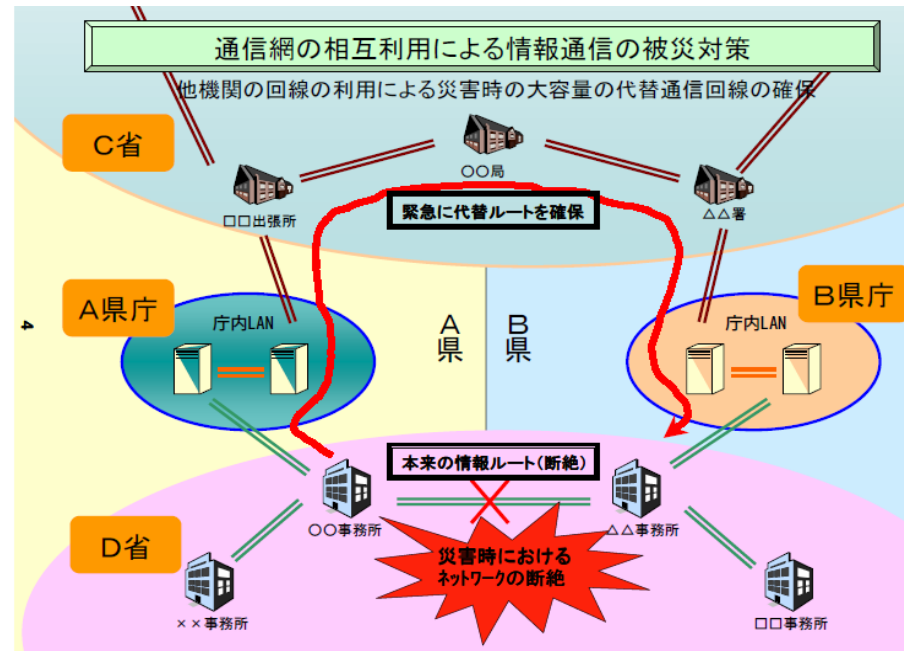 通信網の相互利用による情報通信の被災対策
他機関の回線の利用による災害時の大容量の代替通信回線の確保
C省
〇〇局
□□出張所
緊急に代替ルートを確保
△△署
A県庁
庁内LAN
A県
B県
B県庁
庁内LAN
4
本来の情報ルート(断絶)
〇〇事務所
△△事務所
D省
災害時における
ネットワークの断絶
××事務所
□□事務所